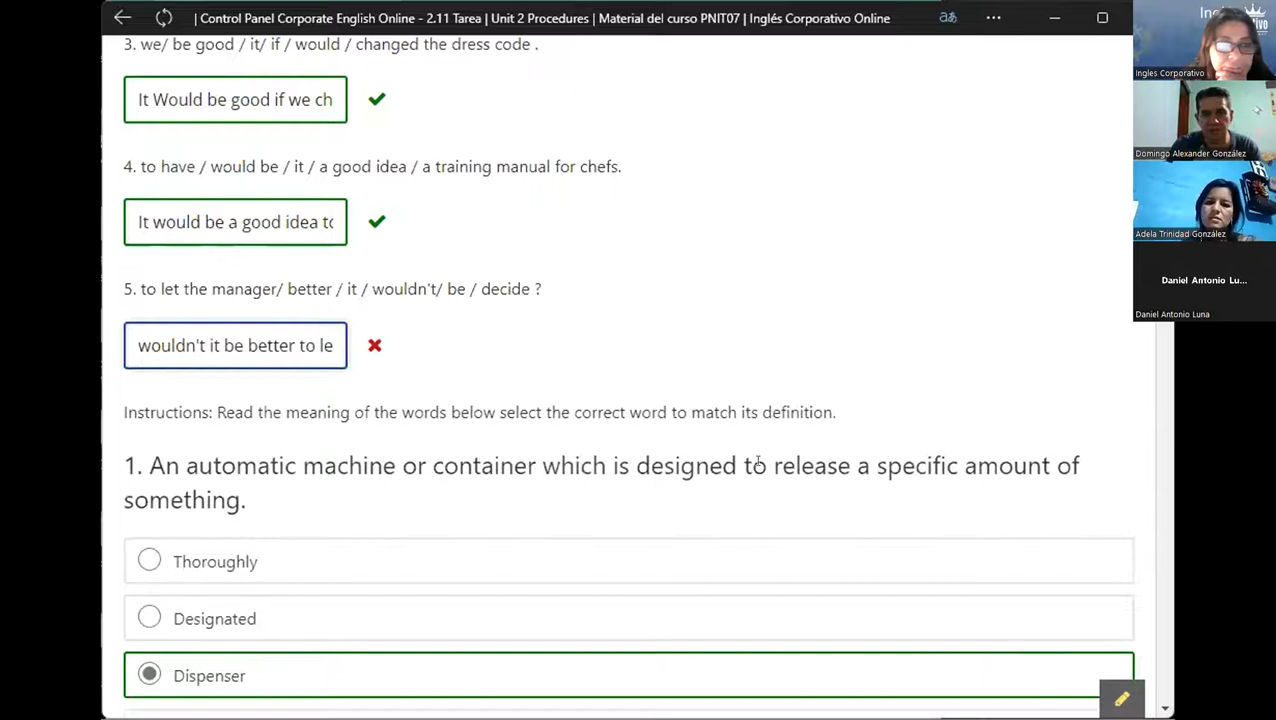 | Control Panel Corporate English Online - 2.11 Tarea | Unit 2 Procedures | Material del curso PNIT07 | Inglés Corporativo Online
3. we/ be good / it/ if / would / changed the dress code .
It Would be good if we ch
4. to have / would be / it / a good idea / a training manual for chefs.
It would be a good idea to
5. to let the manager/ better / it / wouldn't/ be / decide ?
wouldn't it be better to le
Instructions: Read the meaning of the words below select the correct word to match its definition.
1. An automatic machine or container which is designed to release a specific amount of
something.
Thoroughly
Designated
Dispenser
Ingles Corporativo
Domingo Alexander González
Adela Trinidad González
Daniel Antonio Lu...
Daniel Antonio Luna